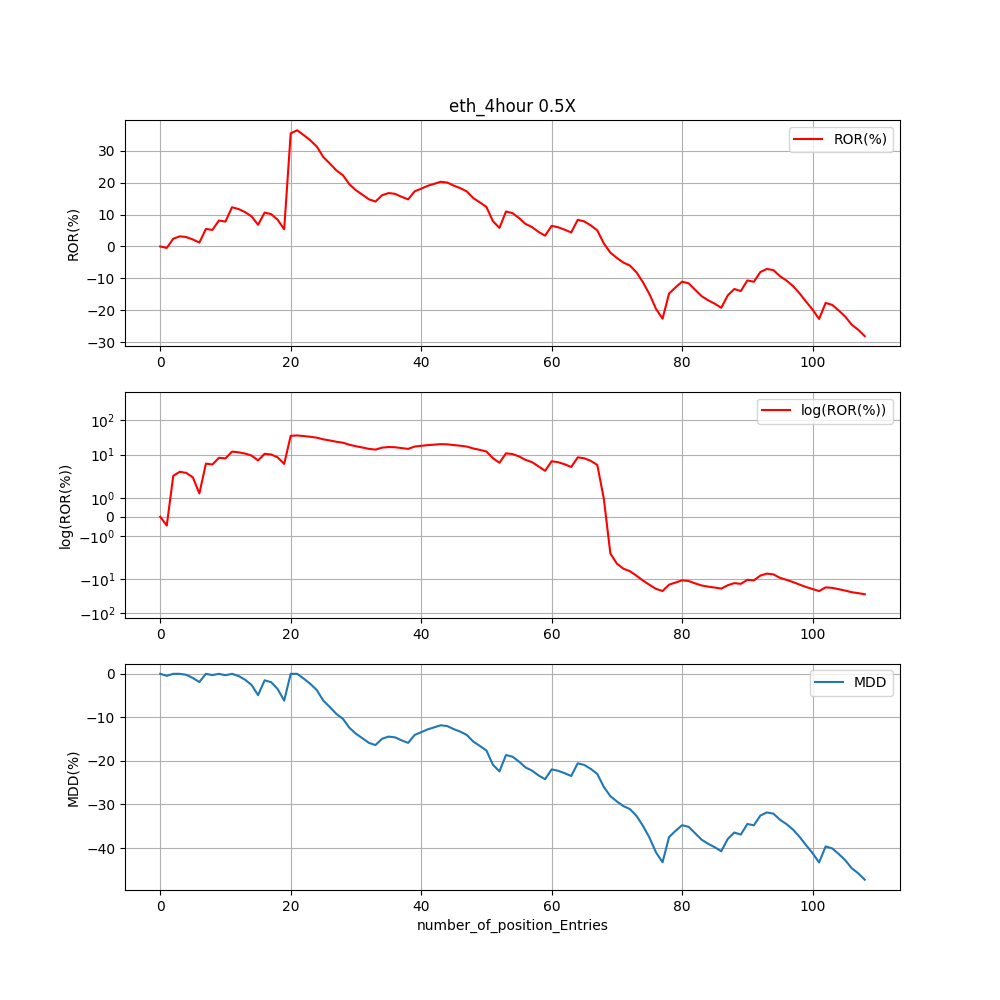 eth_4hour 0.5X
ROR(%)
ROR(%)
30
20
10
0
−10
−20
−30
0 20 40 60 80 100
log(ROR(%))
log(ROR(%))
10²
10¹
10⁰
0
−10⁰
−10¹
−10²
0 20 40 60 80 100
MDD
MDD(%)
0
−10
−20
−30
−40
0 20 40 60 80 100
number_of_position_Entries